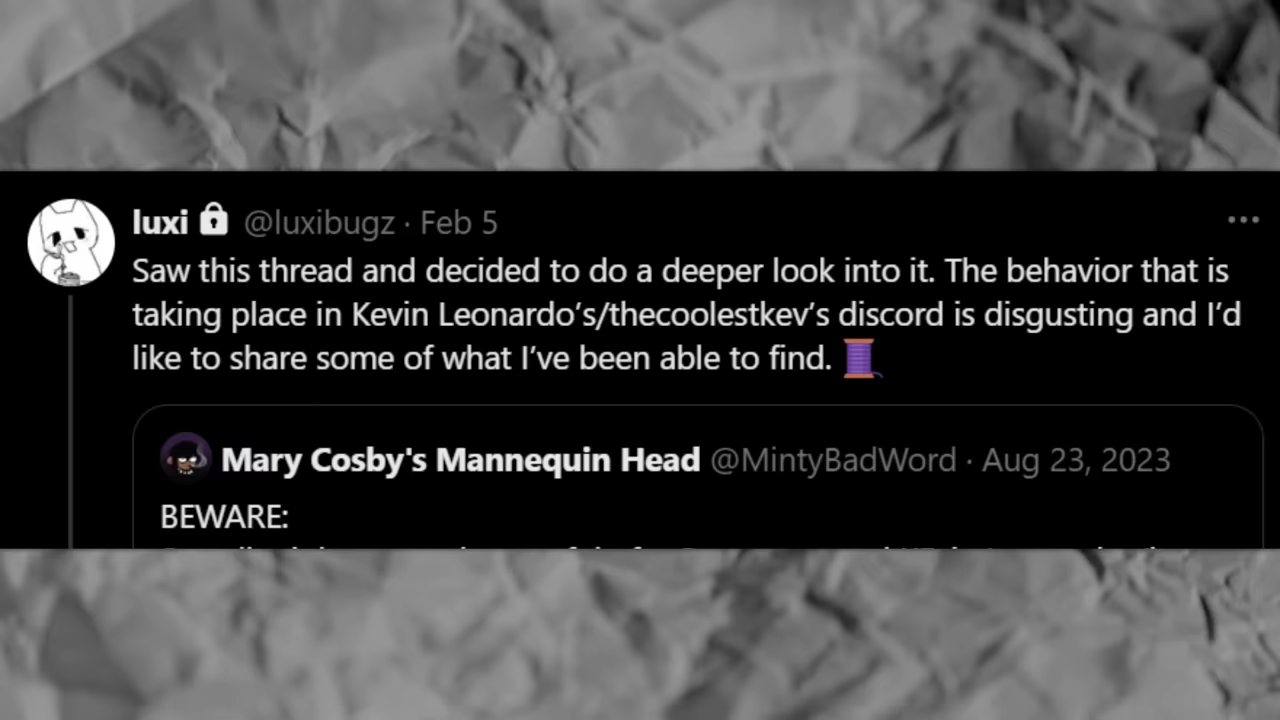 luxi 🔒 @luxibugz · Feb 5
Saw this thread and decided to do a deeper look into it. The behavior that is
taking place in Kevin Leonardo’s/thecoolestkev’s discord is disgusting and I’d
like to share some of what I’ve been able to find. 🧵
Mary Cosby's Mannequin Head @MintyBadWord · Aug 23, 2023
BEWARE: